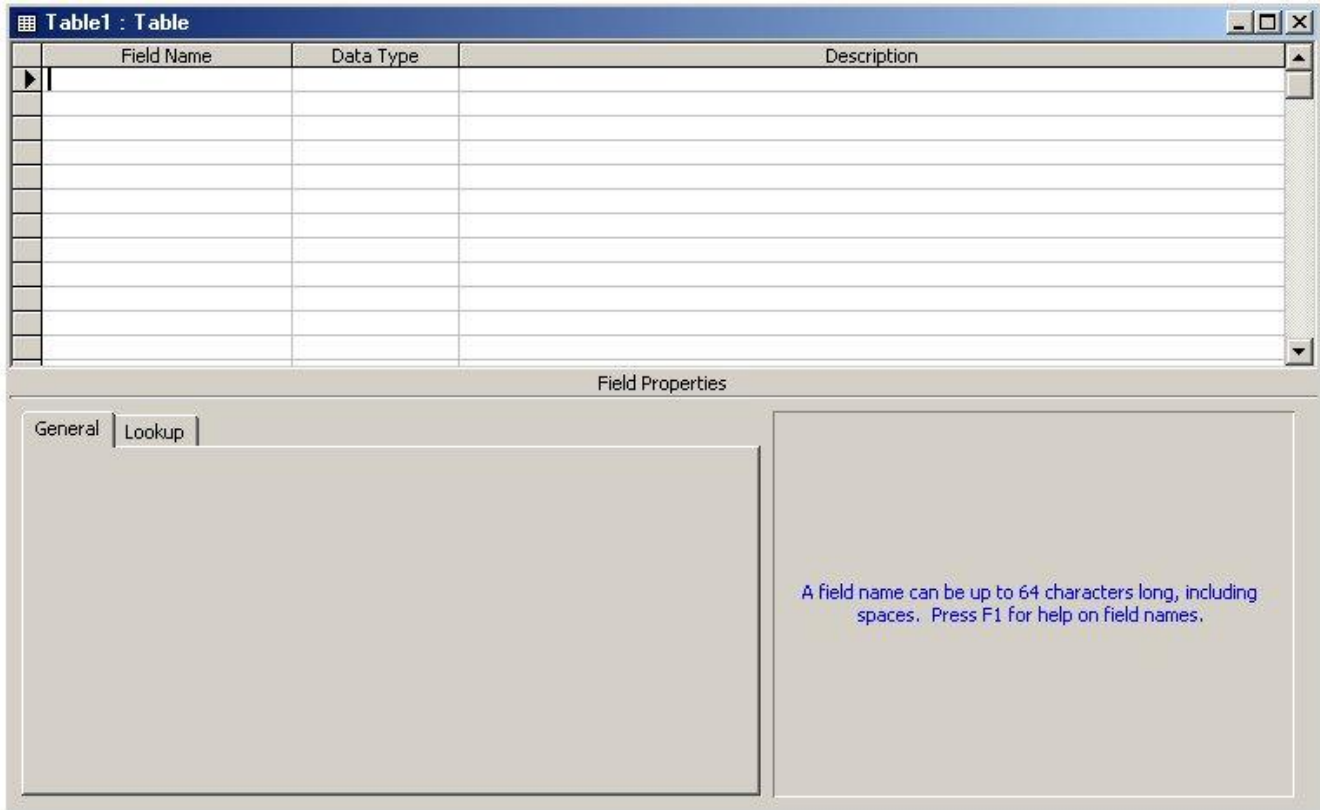 Table1 : Table
Field Name Data Type Description
Field Properties
General Lookup
A field name can be up to 64 characters long, including
spaces. Press F1 for help on field names.